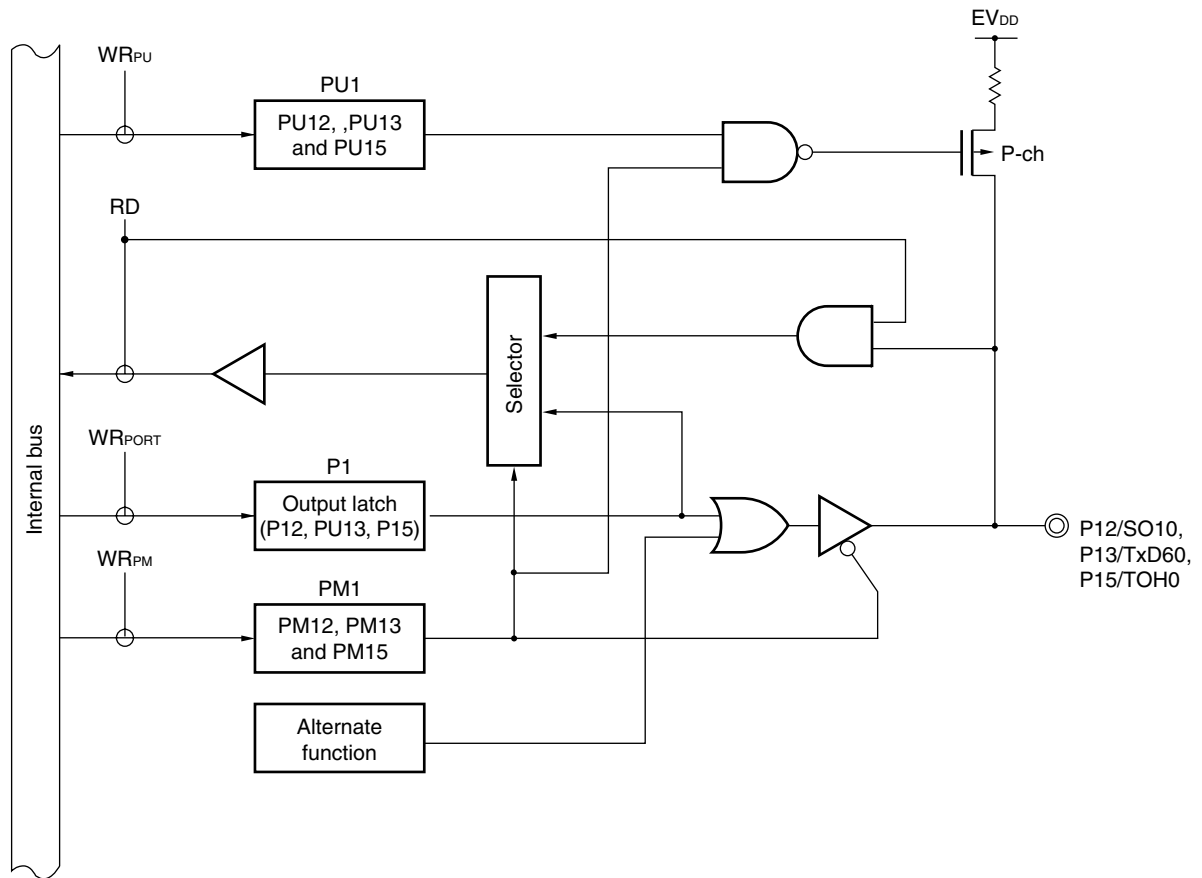 EVDD
WRPU
PU1
PU12, ,PU13
and PU15
P-ch
RD
Selector
Internal bus
WRPORT
P1
Output latch
(P12, PU13, P15)
P12/SO10,
P13/TxD60,
P15/TOH0
WRPM
PM1
PM12, PM13
and PM15
Alternate
function